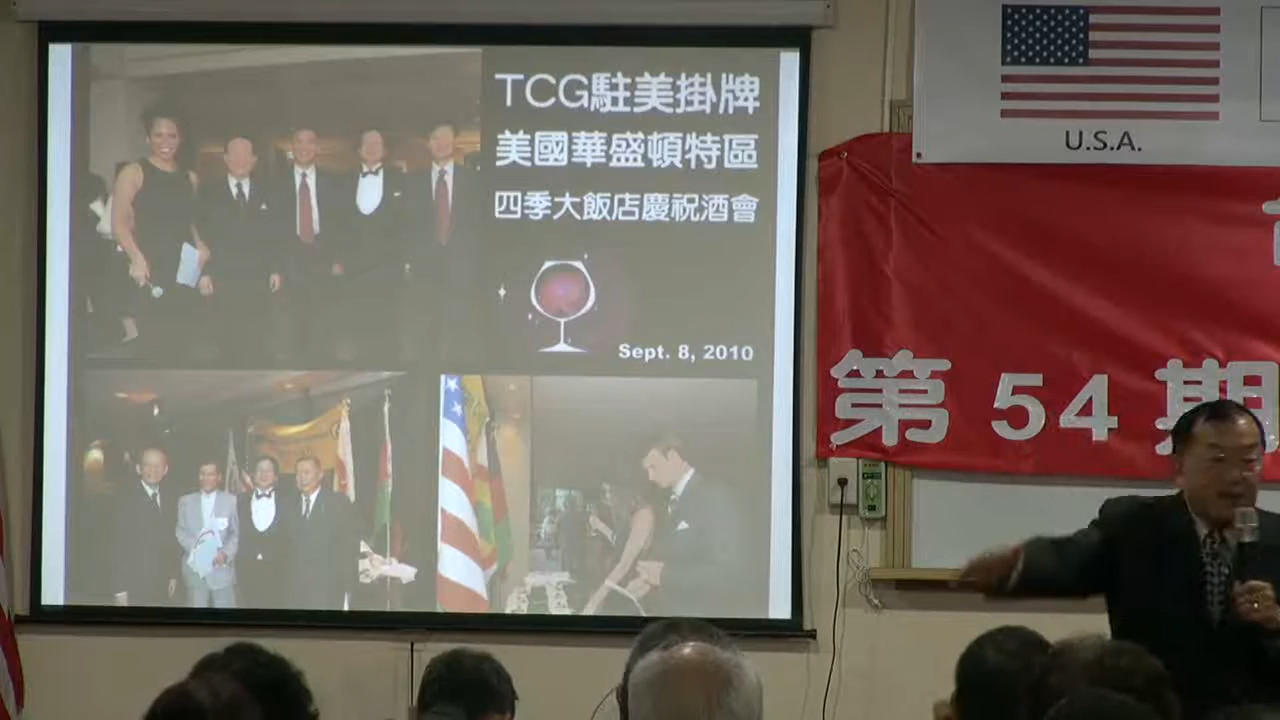 TCG駐美掛牌
美國華盛頓特區
四季大飯店慶祝酒會
Sept. 8, 2010
U.S.A.
第 54 期